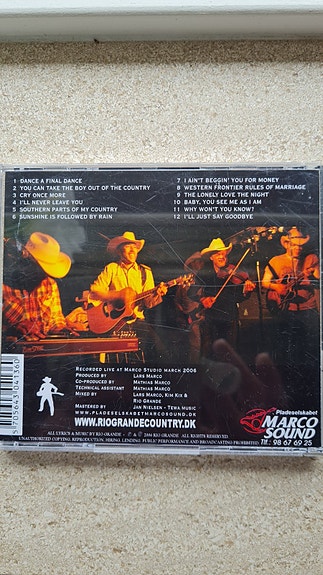 1 DANCE A FINAL DANCE
2 YOU CAN TAKE THE BOY OUT OF THE COUNTRY
3 CRY ONCE MORE
4 I'LL NEVER LEAVE YOU
5 SOUTHERN PARTS OF MY COUNTRY
6 SUNSHINE IS FOLLOWED BY RAIN
7 I AIN'T BEGGIN' YOU FOR MONEY
8 WESTERN FRONTIER RULES OF MARRIAGE
9 THE LONELY LOVE THE NIGHT
10 BABY, YOU SEE ME AS I AM
11 WHY WON'T YOU KNOW?
12 I'LL JUST SAY GOODBYE
RECORDED LIVE AT MARCO STUDIO MARCH 2006
PRODUCED BY LARS MARCO
CO-PRODUCED BY MATHIAS MARCO
TECHNICAL ASSISTANT MATHIAS MARCO
MIXED BY LARS MARCO, KIM KIX &
RIO GRANDE
MASTERED BY JAN NIELSEN - TEWA MUSIC
WWW.PLADESELSKABETMARCOSOUND.DK
WWW.RIOGRANDECOUNTRY.DK
Pladeselskabet
MARCO
SOUND
Tlf.: 98 67 69 25
ALL LYRICS & MUSIC BY RIO GRANDE - ℗ & © 2006 RIO GRANDE ALL RIGHTS RECEIVED
UNAUTHORIZED COPYING, REPRODUCTION, HIRING, LENDING, PUBLIC PERFORMANCE AND BROADCASTING PROHIBITED.
5 705643 041360